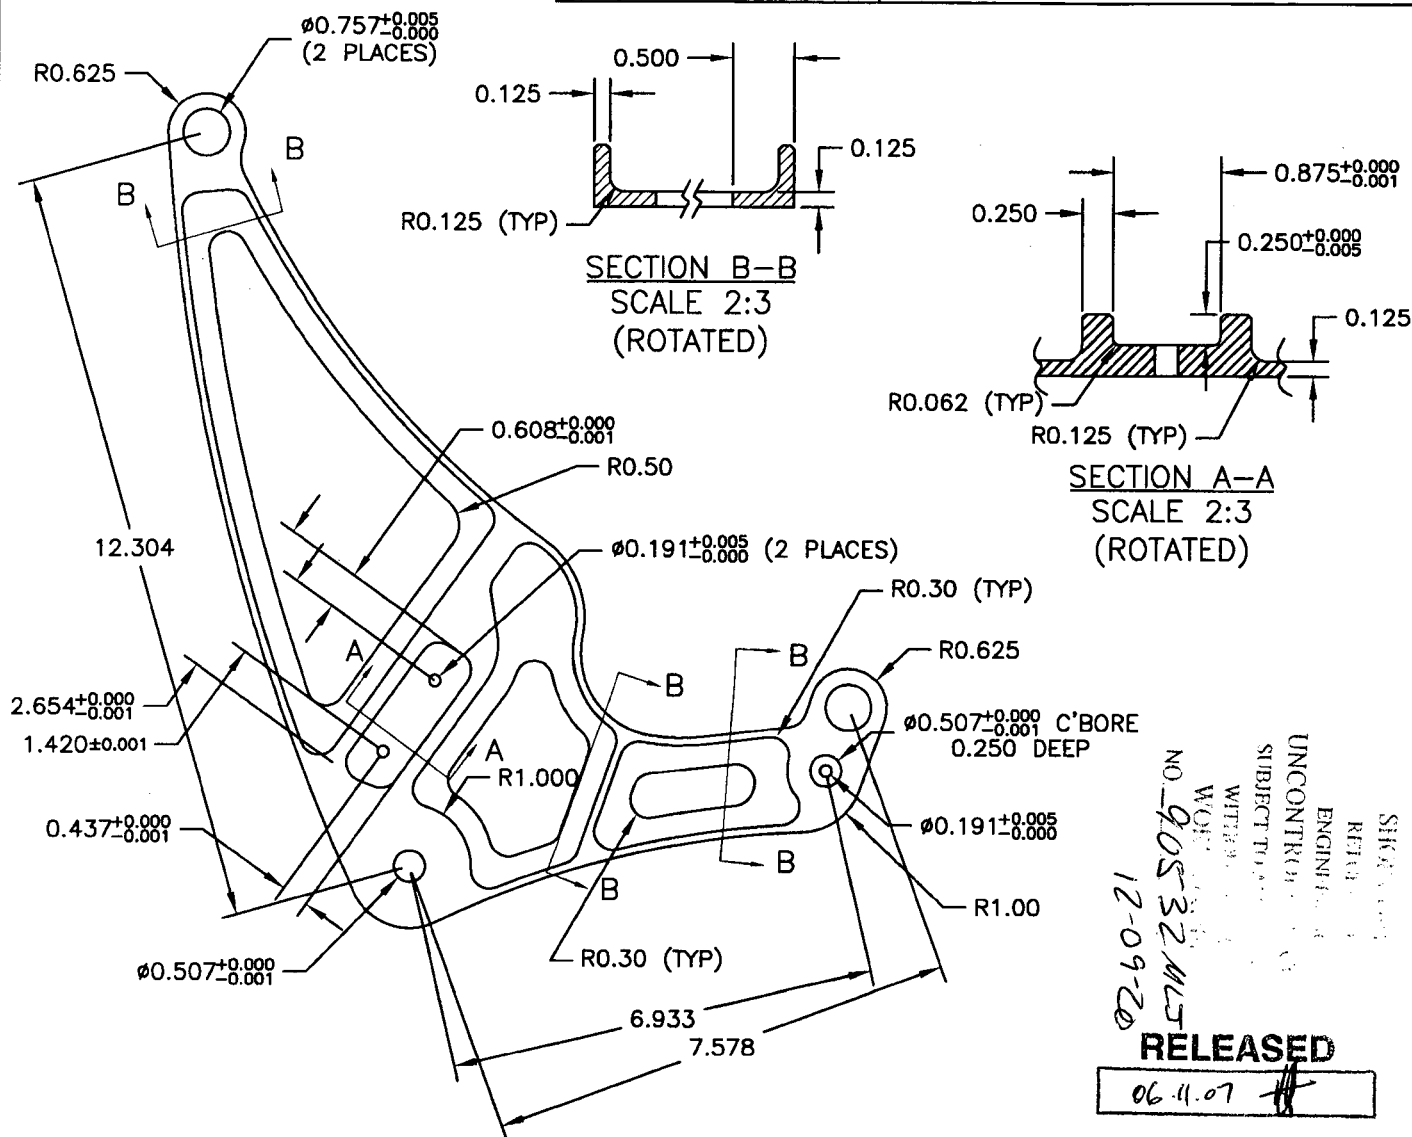 ø0.757+0.005 -0.000
(2 PLACES)
R0.625
B
B
0.500
0.125
0.125
R0.125 (TYP)
SECTION B-B
SCALE 2:3
(ROTATED)
0.875+0.000 -0.001
0.250
0.250+0.000 -0.005
0.125
R0.062 (TYP)
R0.125 (TYP)
SECTION A-A
SCALE 2:3
(ROTATED)
0.608+0.000 -0.001
R0.50
12.304
ø0.191+0.005 -0.000 (2 PLACES)
R0.30 (TYP)
A
B
R0.625
B
2.654+0.000 -0.001
1.420±0.001
ø0.507+0.000 -0.001 C'BORE
0.250 DEEP
A
R1.000
0.437+0.000 -0.001
ø0.191+0.005 -0.000
B
B
R1.00
ø0.507+0.000 -0.001
R0.30 (TYP)
6.933
7.578
UNCONTR
SUBJECT T
NO. 90532 MLJ
12-09-20
RELEASED
06.11.07